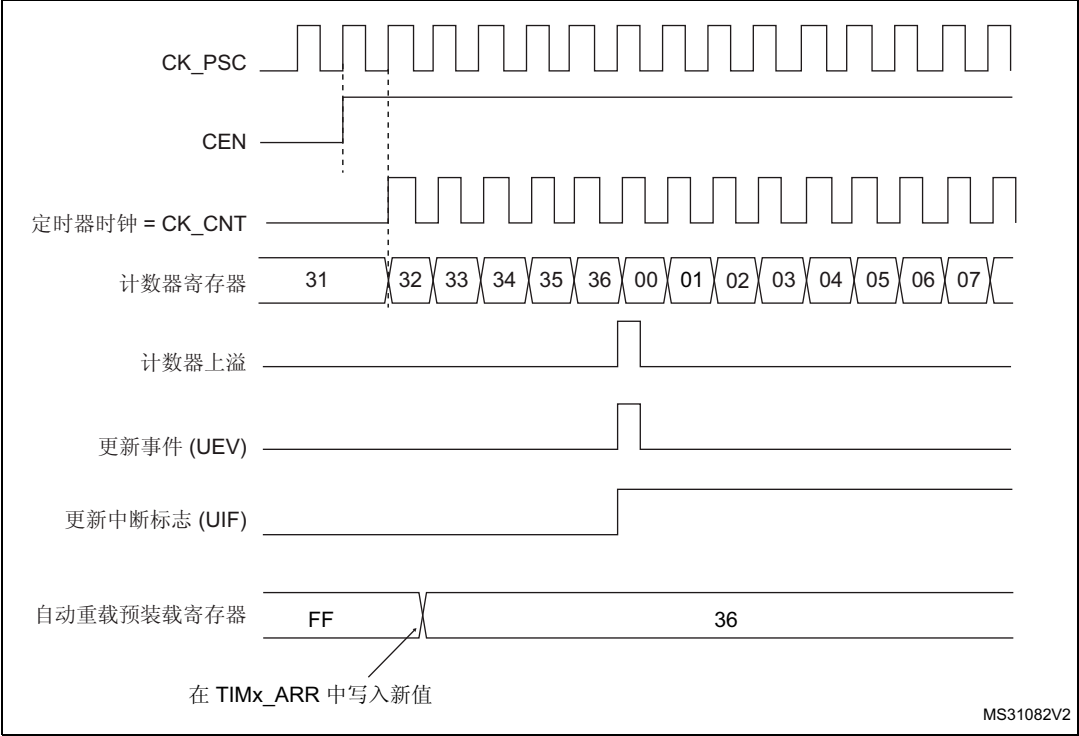 CK_PSC
CEN
定时器时钟 = CK_CNT
计数器寄存器 31 32 33 34 35 36 00 01 02 03 04 05 06 07
计数器上溢
更新事件 (UEV)
更新中断标志 (UIF)
自动重载预装载寄存器 FF 36
在 TIMx_ARR 中写入新值
MS31082V2